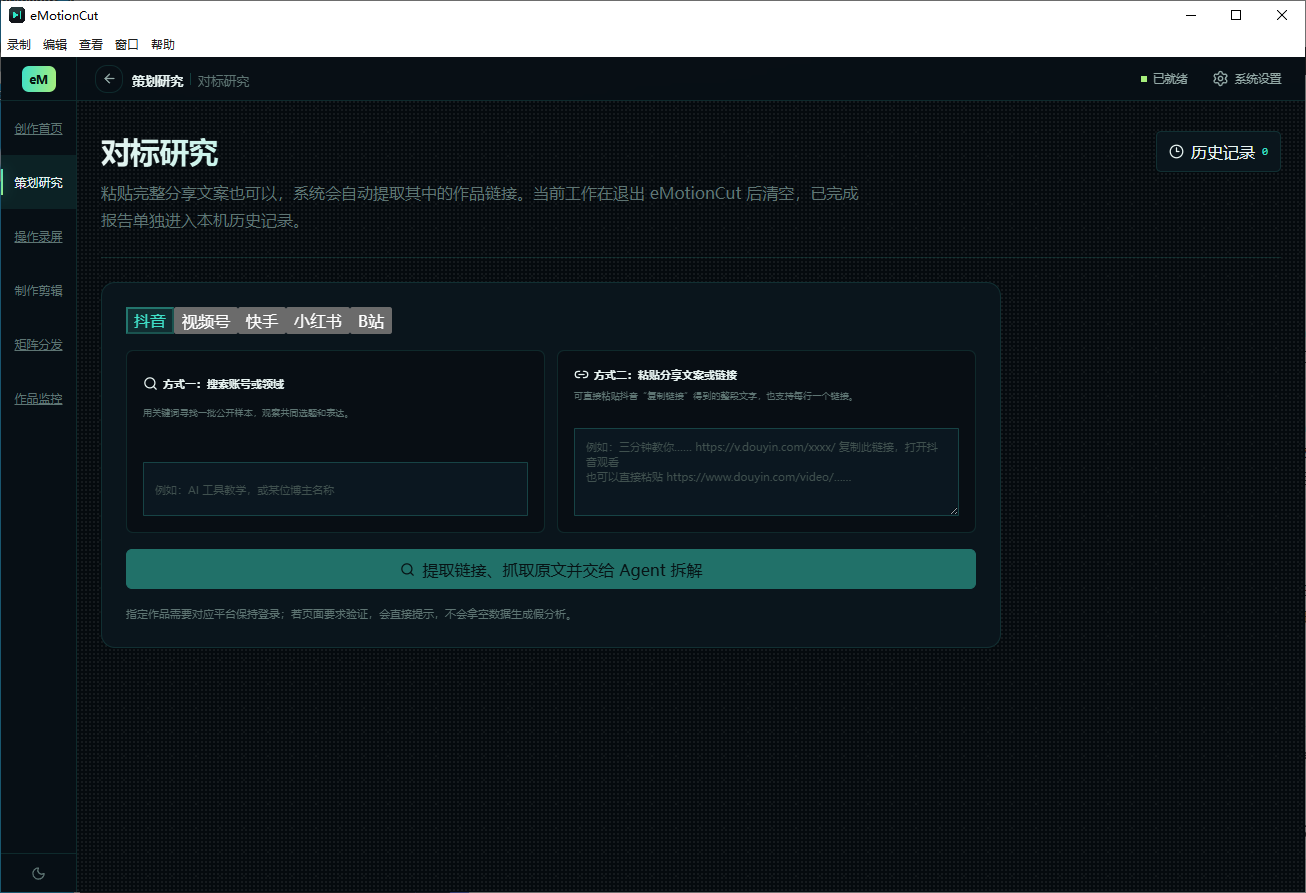 eMotionCut
录制 编辑 查看 窗口 帮助
eM
策划研究 对标研究
已就绪 系统设置
创作首页
策划研究
操作录屏
制作剪辑
矩阵分发
作品监控
对标研究
历史记录 0
粘贴完整分享文案也可以，系统会自动提取其中的作品链接。当前工作在退出 eMotionCut 后清空，已完成
报告单独进入本机历史记录。
抖音 视频号 快手 小红书 B站
方式一：搜索账号或领域
用关键词寻找一批公开样本，观察共同选题和表达。
例如：AI 工具教学，或某位博主名称
方式二：粘贴分享文案或链接
可直接粘贴抖音“复制链接”得到的整段文字，也支持每行一个链接。
例如：三分钟教你…… https://v.douyin.com/xxxx/ 复制此链接，打开抖
音观看
也可以直接粘贴 https://www.douyin.com/video/……
提取链接、抓取原文并交给 Agent 拆解
指定作品需要对应平台保持登录；若页面要求验证，会直接提示，不会拿空数据生成假分析。